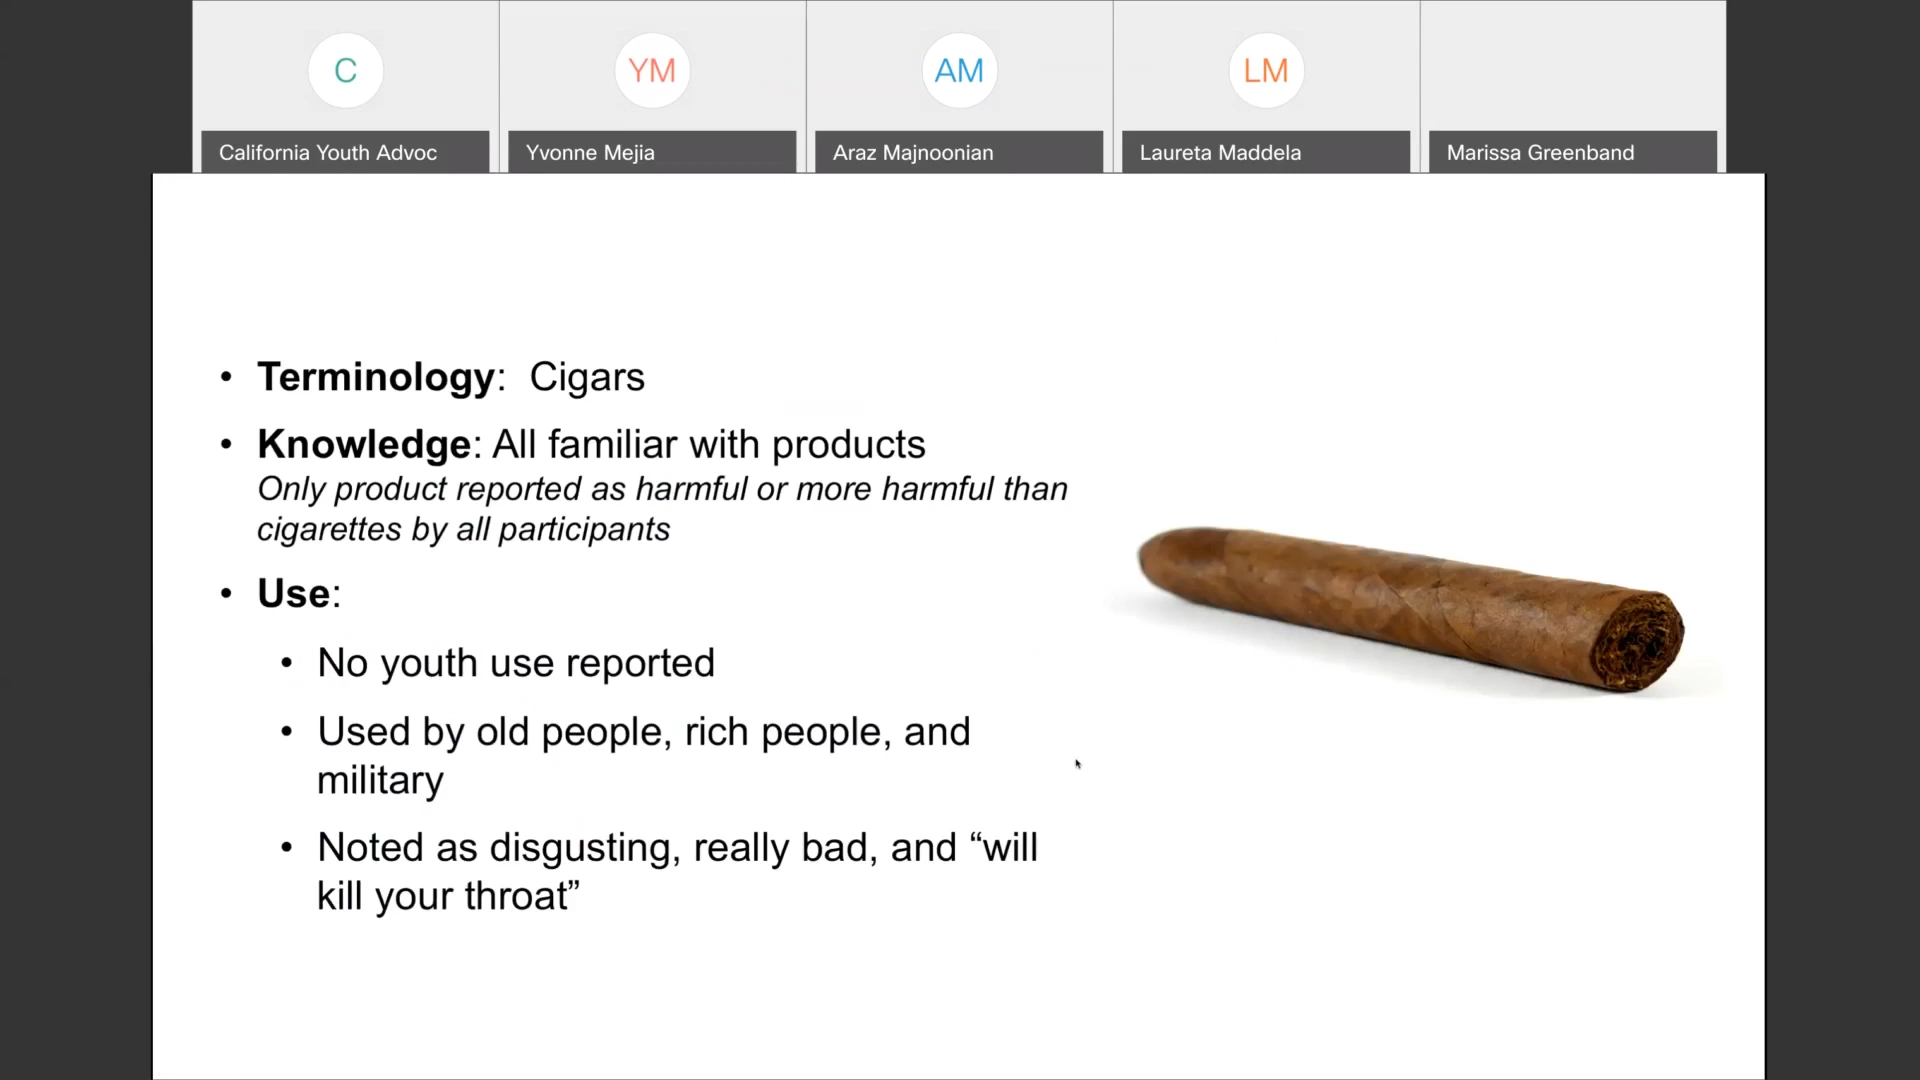 C
YM
AM
LM
California Youth Advoc
Yvonne Mejia
Araz Majnoonian
Laureta Maddela
Marissa Greenband
• Terminology: Cigars
• Knowledge: All familiar with products
Only product reported as harmful or more harmful than
cigarettes by all participants
• Use:
• No youth use reported
• Used by old people, rich people, and
military
• Noted as disgusting, really bad, and “will
kill your throat”